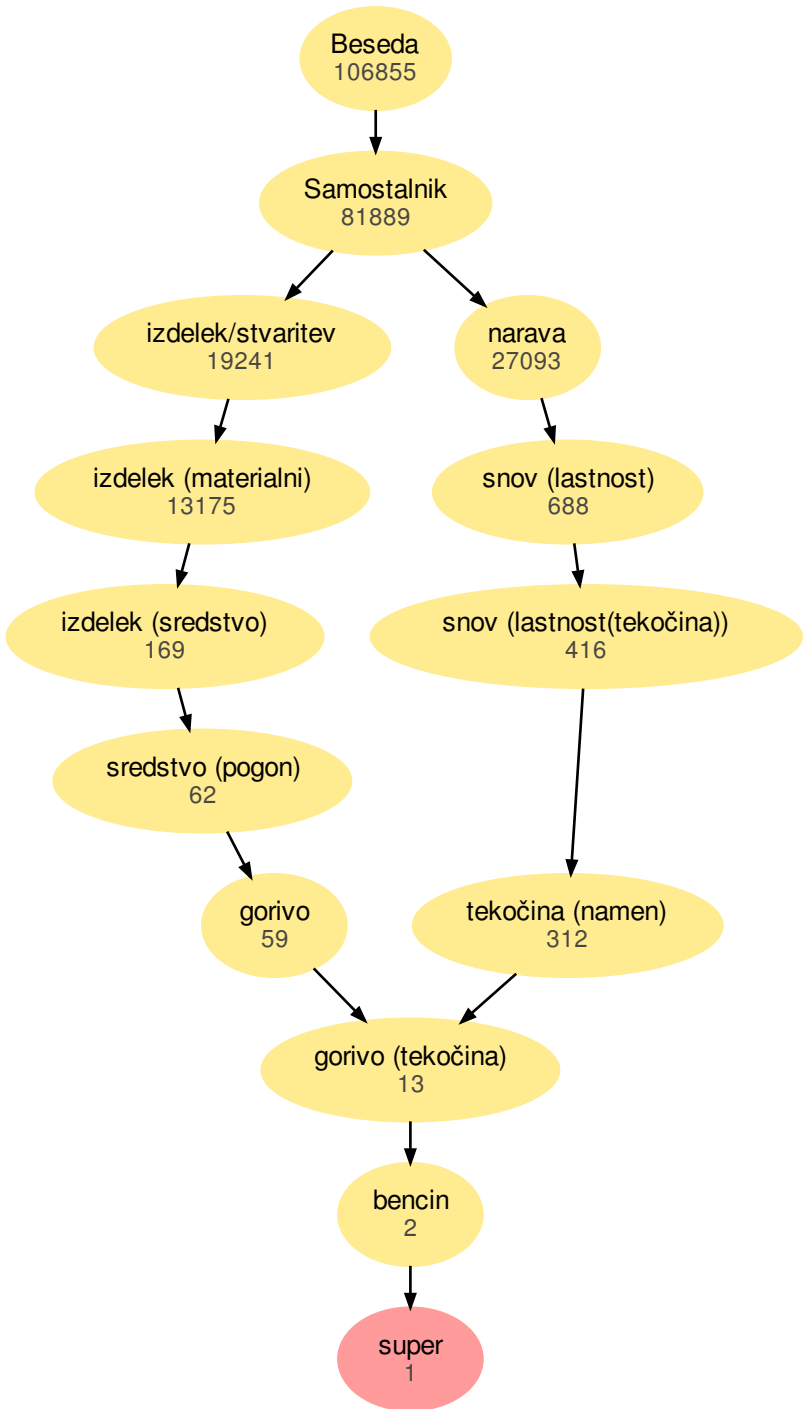 Beseda
106855
Samostalnik
81889
izdelek/stvaritev
19241
narava
27093
izdelek (materialni)
13175
snov (lastnost)
688
izdelek (sredstvo)
169
snov (lastnost(tekočina))
416
sredstvo (pogon)
62
gorivo
59
tekočina (namen)
312
gorivo (tekočina)
13
bencin
2
super
1